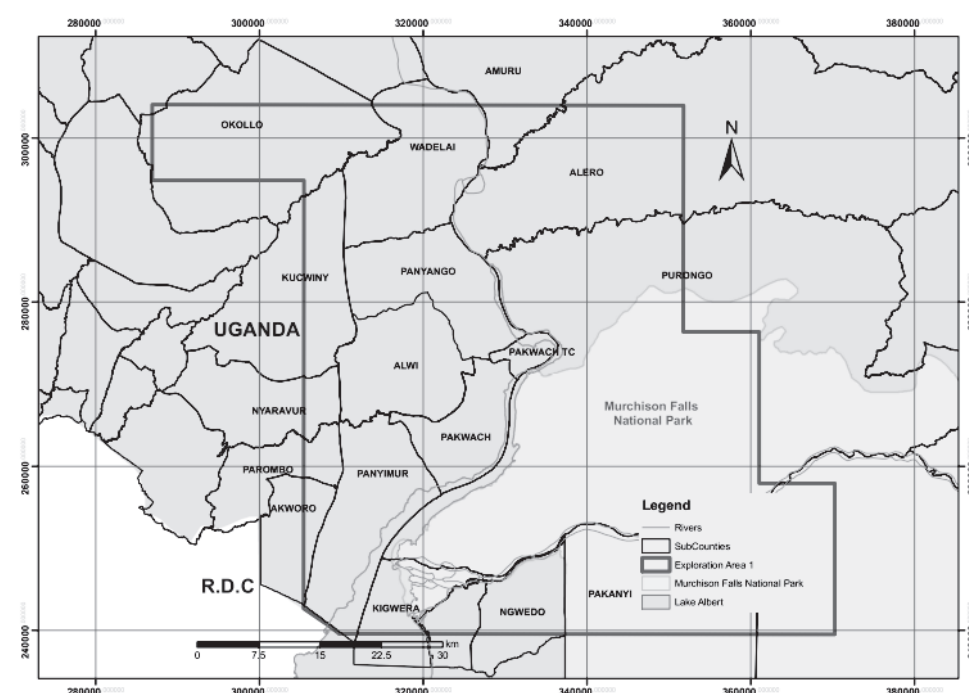 280000 300000 320000 340000 360000 380000
AMURU
OKOLLO
300000
WADELAI
N
ALERO
KUCWINY
PANYANGO
PURONGO
280000
UGANDA
PAKWACH TC
ALWI
NYARAVUR
Murchison Falls
National Park
PAKWACH
260000
PAROMBO
PANYIMUR
AKWORO
Legend
Rivers
SubCounties
Exploration Area 1
Murchison Falls National Park
Lake Albert
R.D.C
KIGWERA
NGWEDO
PAKANYI
240000
km
0 7.5 15 22.5 30
280000 300000 320000 340000 360000 380000